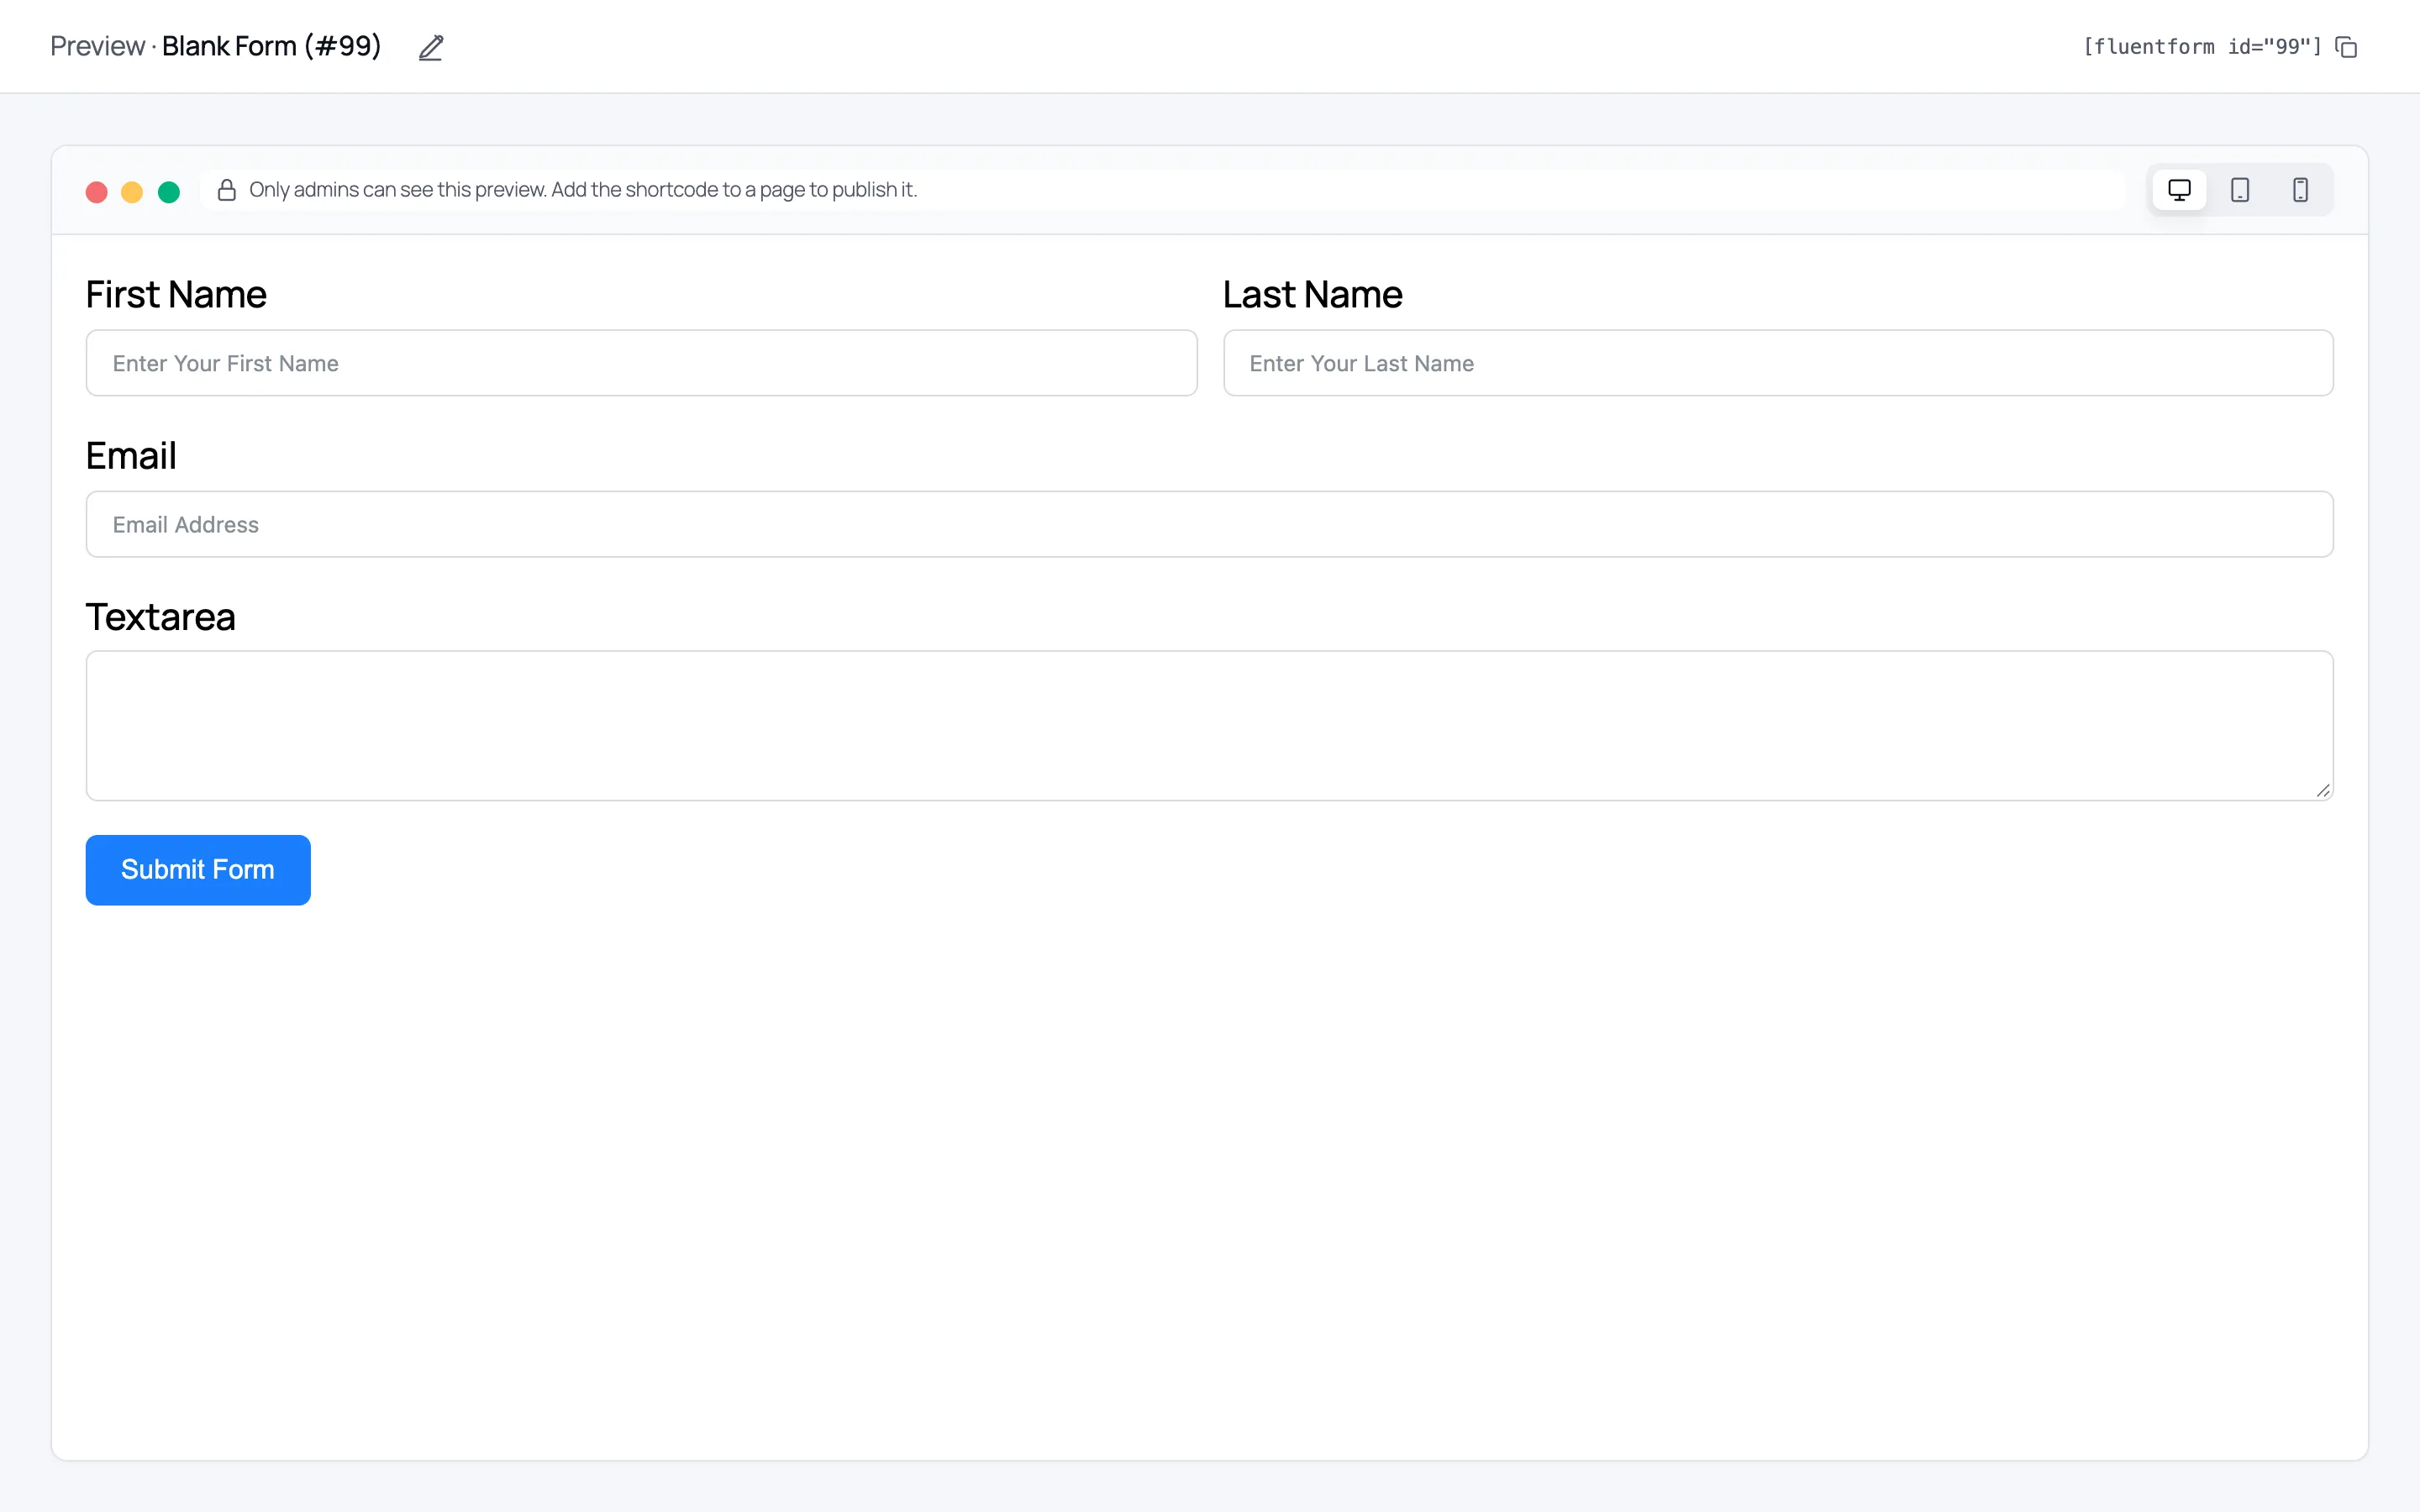 Preview · Blank Form (#99)
[fluentform id="99"]
Only admins can see this preview. Add the shortcode to a page to publish it.
First Name
Last Name
Enter Your First Name
Enter Your Last Name
Email
Email Address
Textarea
Submit Form